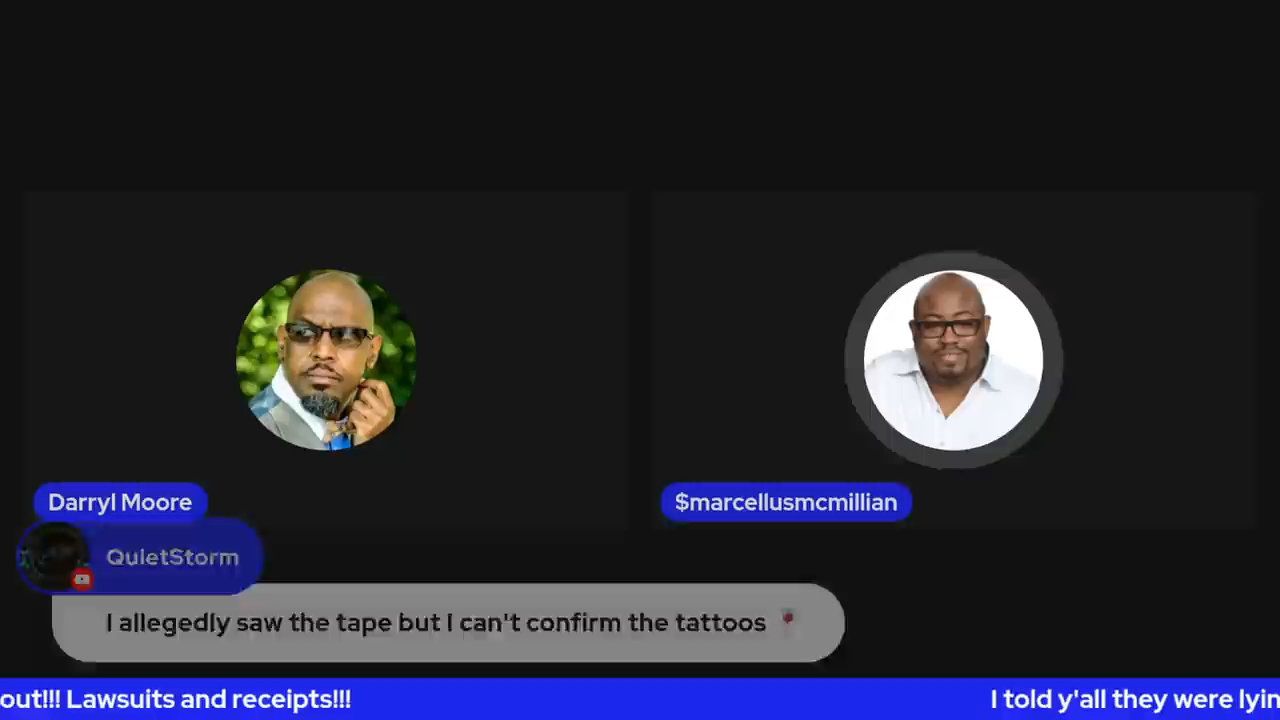 Darryl Moore
$marcellusmcmillian
QuietStorm
I allegedly saw the tape but I can't confirm the tattoos
out!!! Lawsuits and receipts!!!
I told y'all they were lyin